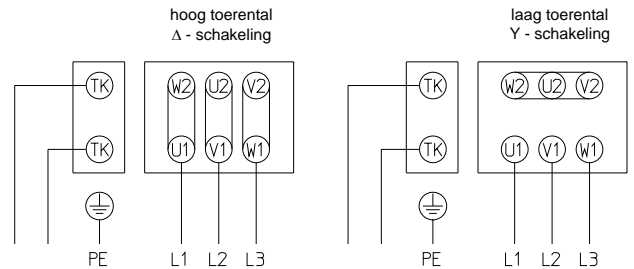 hoog toerental
Δ - schakeling
TK
W2 U2 V2
TK
U1 V1 W1
PE L1 L2 L3
laag toerental
Y - schakeling
TK
W2 U2 V2
TK
U1 V1 W1
PE L1 L2 L3